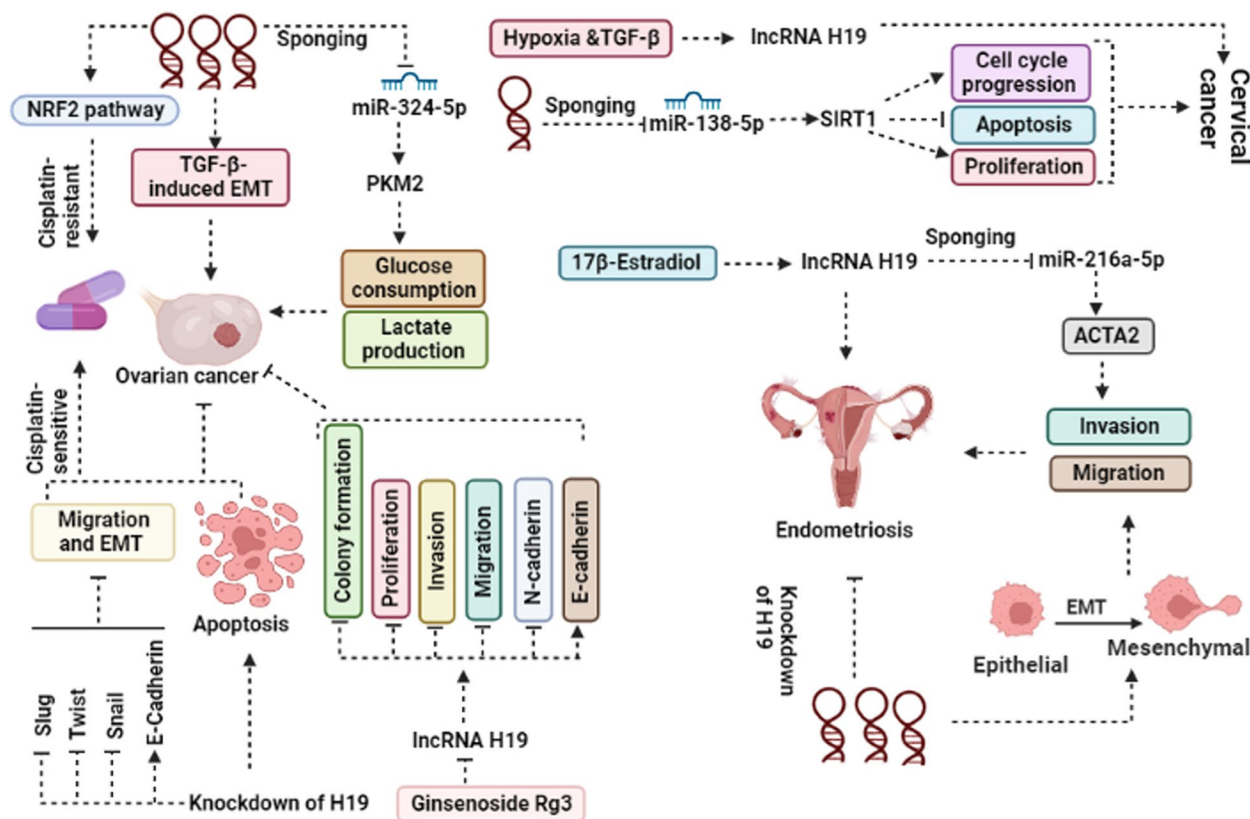 Sponging
NRF2 pathway
miR-324-5p
TGF-β-
induced EMT
PKM2
Cisplatin-
resistant
Glucose
consumption
Lactate
production
Ovarian cancer
Cisplatin-
sensitive
Migration
and EMT
Apoptosis
Slug
Twist
Snail
E-Cadherin
Knockdown of H19
Colony formation
Proliferation
Invasion
Migration
N-cadherin
E-cadherin
lncRNA H19
Ginsenoside Rg3
Hypoxia &TGF-β
lncRNA H19
Sponging
miR-138-5p
SIRT1
Cell cycle
progression
Apoptosis
Proliferation
Cervical
cancer
17β-Estradiol
lncRNA H19
Sponging
miR-216a-5p
ACTA2
Invasion
Migration
Endometriosis
Knockdown
of H19
Epithelial
EMT
Mesenchymal